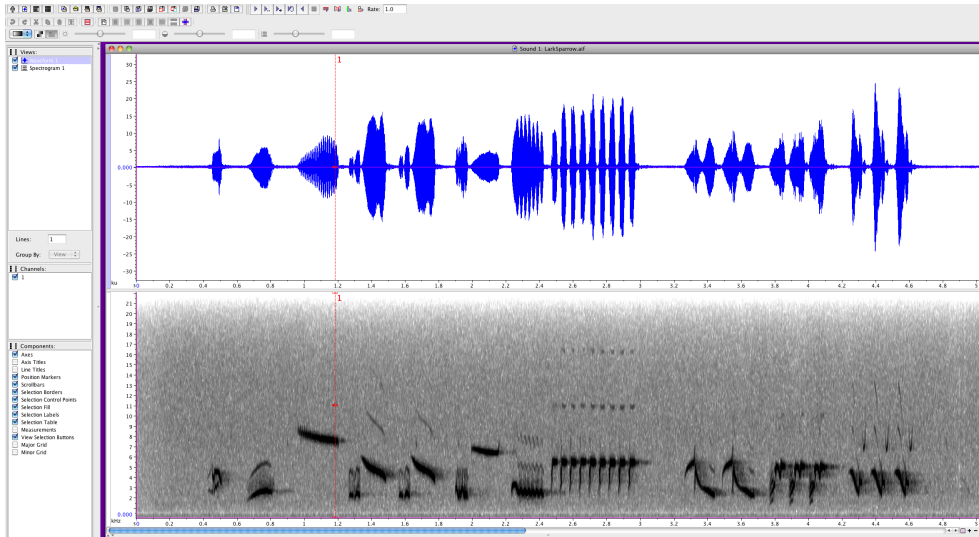 Rate: 1.0
Views:
Waveform 1
Spectrogram 1
Lines: 1
Group By: View
Channels:
1
Components:
Axes
Axis Titles
Line Titles
Position Markers
Scrollbars
Selection Borders
Selection Control Points
Selection Fill
Selection Labels
Selection Table
Measurements
View Selection Buttons
Major Grid
Minor Grid
Sound 1: LarkSparrow.aif
1
30
25
20
15
10
5
0.000
-5
-10
-15
-20
-25
-30
ku
0.2 0.4 0.6 0.8 1 1.2 1.4 1.6 1.8 2 2.2 2.4 2.6 2.8 3 3.2 3.4 3.6 3.8 4 4.2 4.4 4.6 4.8 5
1
21
20
19
18
17
16
15
14
13
12
11
10
9
8
7
6
5
4
3
2
0.000
kHz
0.2 0.4 0.6 0.8 1 1.2 1.4 1.6 1.8 2 2.2 2.4 2.6 2.8 3 3.2 3.4 3.6 3.8 4 4.2 4.4 4.6 4.8 5